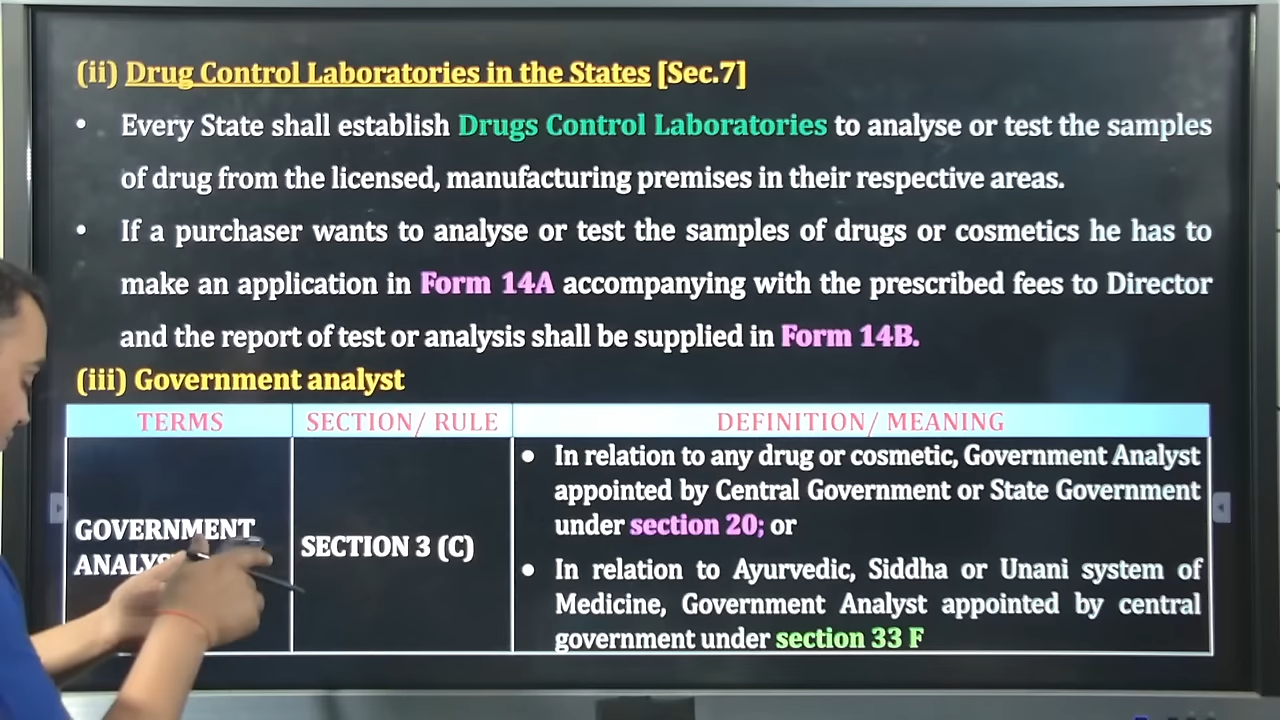 (ii) Drug Control Laboratories in the States [Sec.7]
• Every State shall establish Drugs Control Laboratories to analyse or test the samples
of drug from the licensed, manufacturing premises in their respective areas.
• If a purchaser wants to analyse or test the samples of drugs or cosmetics he has to
make an application in Form 14A accompanying with the prescribed fees to Director
and the report of test or analysis shall be supplied in Form 14B.
(iii) Government analyst
TERMS SECTION/ RULE DEFINITION/ MEANING
GOVERNMENT
SECTION 3 (C)
• In relation to any drug or cosmetic, Government Analyst
appointed by Central Government or State Government
under section 20; or
• In relation to Ayurvedic, Siddha or Unani system of
Medicine, Government Analyst appointed by central
government under section 33 F